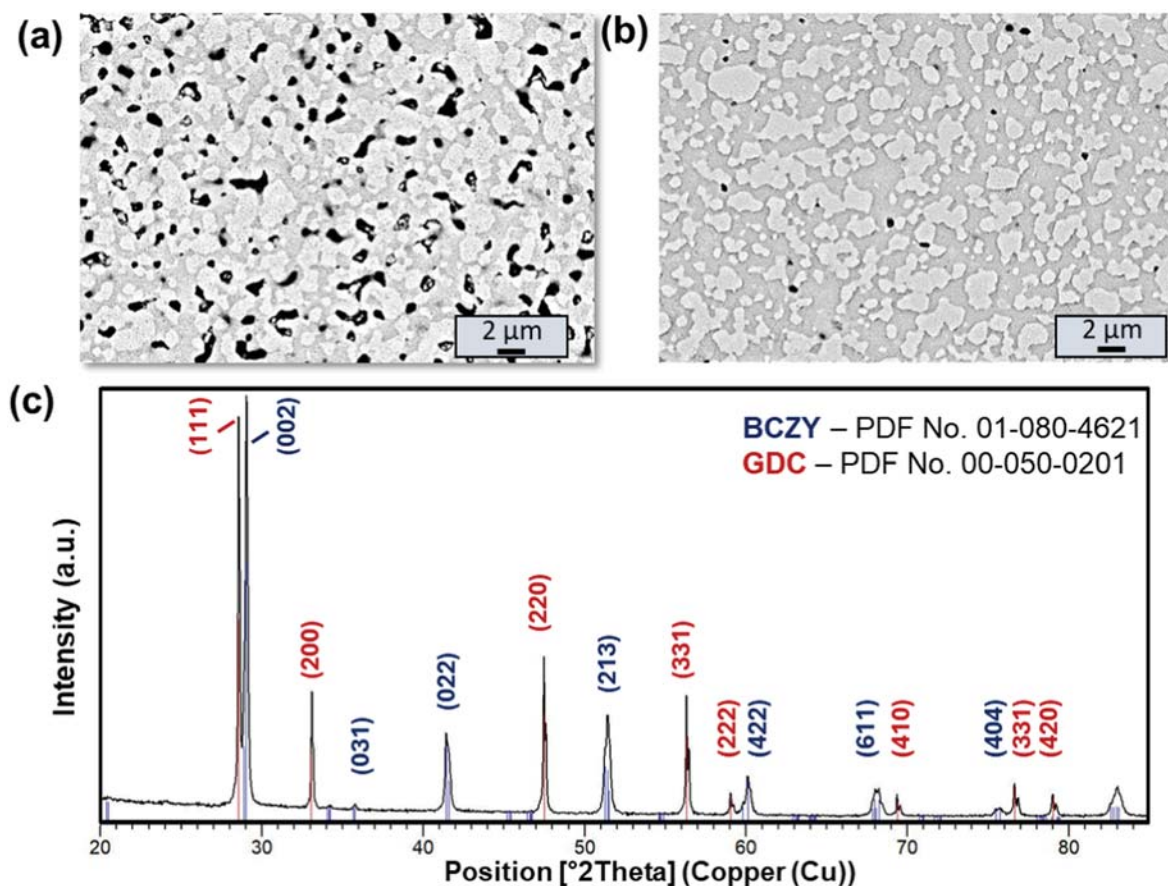 (a)
2 μm
(b)
2 μm
(c)
BCZY – PDF No. 01-080-4621
GDC – PDF No. 00-050-0201
(111)
(002)
(200)
(031)
(022)
(220)
(213)
(331)
(222)
(422)
(611)
(410)
(404)
(331)
(420)
Intensity (a.u.)
20 30 40 50 60 70 80
Position [°2Theta] (Copper (Cu))